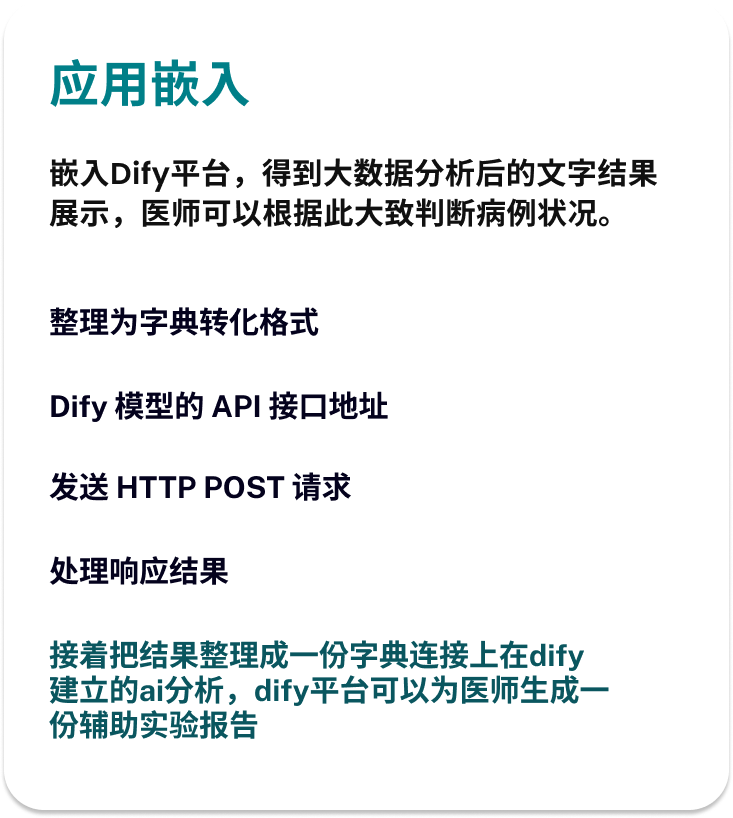 应用嵌入
嵌入Dify平台，得到大数据分析后的文字结果
展示，医师可以根据此大致判断病例状况。
整理为字典转化格式
Dify 模型的 API 接口地址
发送 HTTP POST 请求
处理响应结果
接着把结果整理成一份字典连接上在dify
建立的ai分析，dify平台可以为医师生成一
份辅助实验报告